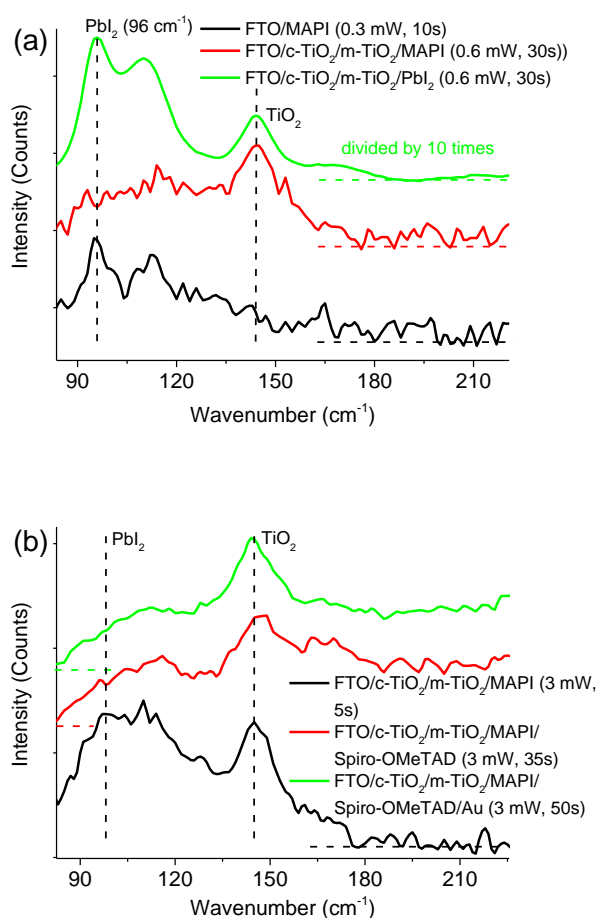 (a)
PbI₂ (96 cm⁻¹)
FTO/MAPI (0.3 mW, 10s)
FTO/c-TiO₂/m-TiO₂/MAPI (0.6 mW, 30s))
FTO/c-TiO₂/m-TiO₂/PbI₂ (0.6 mW, 30s)
TiO₂
divided by 10 times
Intensity (Counts)
90 120 150 180 210
Wavenumber (cm⁻¹)
(b)
PbI₂
TiO₂
FTO/c-TiO₂/m-TiO₂/MAPI (3 mW,
5s)
FTO/c-TiO₂/m-TiO₂/MAPI/
Spiro-OMeTAD (3 mW, 35s)
FTO/c-TiO₂/m-TiO₂/MAPI/
Spiro-OMeTAD/Au (3 mW, 50s)
Intensity (Counts)
90 120 150 180 210
Wavenumber (cm⁻¹)